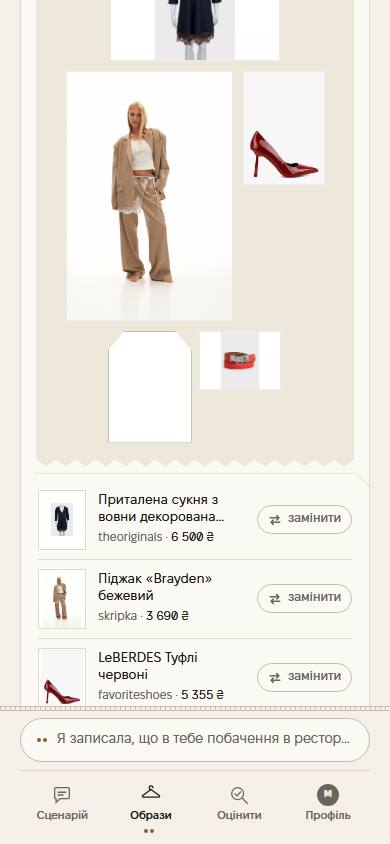 Приталена сукня з
вовни декорована...
theoriginals · 6 500 ₴
замінити
Піджак «Brayden»
бежевий
skripka · 3 690 ₴
замінити
LeBERDES Туфлі
червоні
favoriteshoes · 5 355 ₴
замінити
Я записала, що в тебе побачення в рестор...
Сценарій
Образи
Оцінити
М
Профіль